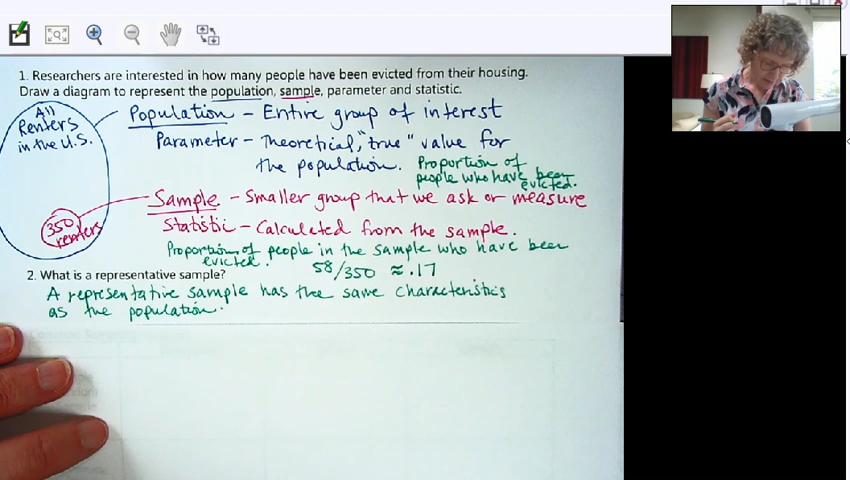 1. Researchers are interested in how many people have been evicted from their housing.
Draw a diagram to represent the population, sample, parameter and statistic.
All
Renters
in the U.S.
Population - Entire group of interest
Parameter - Theoretical, "true" value for
the population. Proportion of
people who have been
evicted.
350
renters
Sample - Smaller group that we ask or measure
Statistic - Calculated from the sample.
Proportion of people in the sample who have been
evicted. 58/350 ≈ .17
2. What is a representative sample?
A representative sample has the same characteristics
as the population.